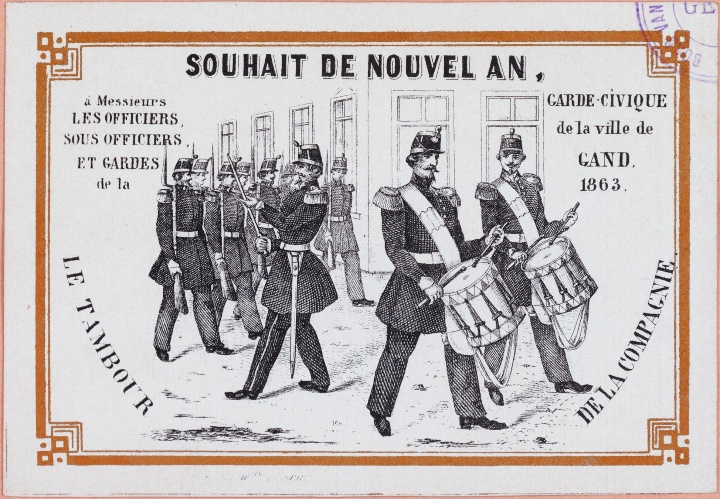 SOUHAIT DE NOUVEL AN,
à Messieurs
LES OFFICIERS,
SOUS OFFICIERS,
ET GARDES
de la
GARDE-CIVIQUE
de la ville de
GAND.
1863.
LE TAMBOUR
DE LA COMPAGNIE